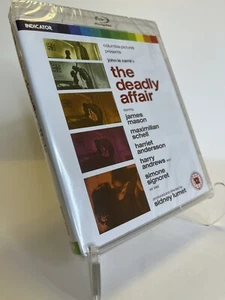 INDICATOR
columbia pictures
presents
john le carré's
the deadly
affair
james
mason
maximilian
schell
harriet
andersson
harry
andrews
simone
signoret
sidney lumet